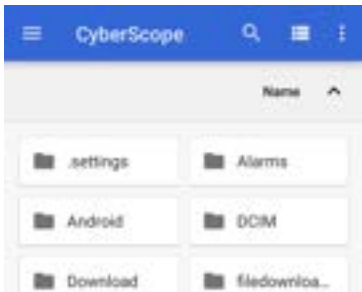 CyberScope
Name
.settings
Alarms
Android
DCIM
Download
filedownloa...